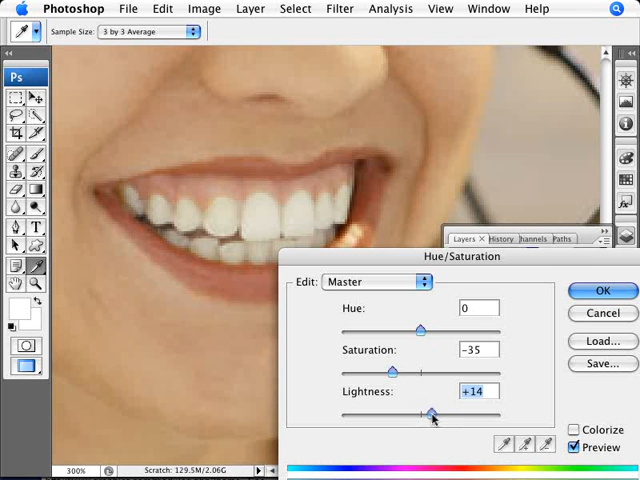 Photoshop File Edit Image Layer Select Filter Analysis View Window Help
Sample Size: 3 by 3 Average
Ps
T
Layers × History Channels Paths
Hue/Saturation
Edit: Master
OK
Hue: 0
Cancel
Load...
Saturation: -35
Save...
Lightness: +14
Colorize
Preview
300% Scratch: 129.5M/2.06G